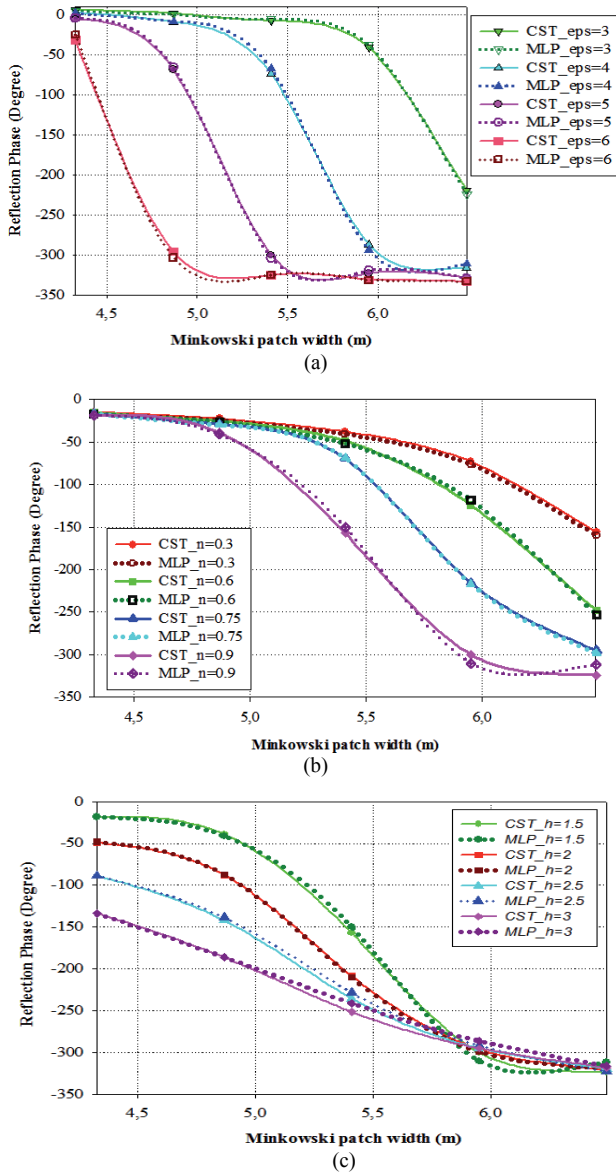 0
-50
-100
-150
-200
-250
-300
-350
Reflection Phase (Degree)
CST_eps=3
MLP_eps=3
CST_eps=4
MLP_eps=4
CST_eps=5
MLP_eps=5
CST_eps=6
MLP_eps=6
4,5 5,0 5,5 6,0
Minkowski patch width (m)
(a)
0
-50
-100
-150
-200
-250
-300
-350
Reflection Phase (Degree)
CST_n=0.3
MLP_n=0.3
CST_n=0.6
MLP_n=0.6
CST_n=0.75
MLP_n=0.75
CST_n=0.9
MLP_n=0.9
4,5 5,0 5,5 6,0
Minkowski patch width (m)
(b)
0
-50
-100
-150
-200
-250
-300
-350
Reflection Phase (Degree)
CST_h=1.5
MLP_h=1.5
CST_h=2
MLP_h=2
CST_h=2.5
MLP_h=2.5
CST_h=3
MLP_h=3
4,5 5,0 5,5 6,0
Minkowski patch width (m)
(c)